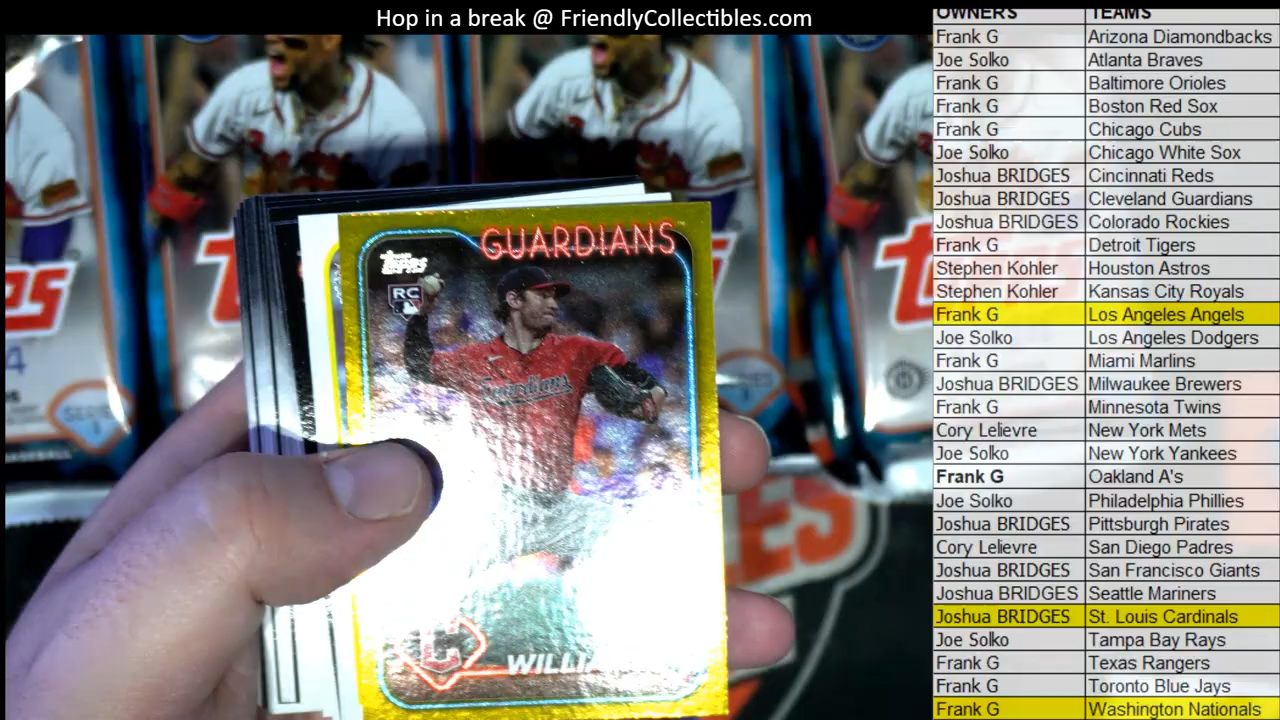 Hop in a break @ FriendlyCollectibles.com
OWNERS TEAMS
Frank G Arizona Diamondbacks
Joe Solko Atlanta Braves
Frank G Baltimore Orioles
Frank G Boston Red Sox
Frank G Chicago Cubs
Joe Solko Chicago White Sox
Joshua BRIDGES Cincinnati Reds
Joshua BRIDGES Cleveland Guardians
Joshua BRIDGES Colorado Rockies
Frank G Detroit Tigers
Stephen Kohler Houston Astros
Stephen Kohler Kansas City Royals
Frank G Los Angeles Angels
Joe Solko Los Angeles Dodgers
Frank G Miami Marlins
Joshua BRIDGES Milwaukee Brewers
Frank G Minnesota Twins
Cory Lelievre New York Mets
Joe Solko New York Yankees
Frank G Oakland A's
Joe Solko Philadelphia Phillies
Joshua BRIDGES Pittsburgh Pirates
Cory Lelievre San Diego Padres
Joshua BRIDGES San Francisco Giants
Joshua BRIDGES Seattle Mariners
Joshua BRIDGES St. Louis Cardinals
Joe Solko Tampa Bay Rays
Frank G Texas Rangers
Frank G Toronto Blue Jays
Frank G Washington Nationals
GUARDIANS
Topps
RC
Guardians
SERIES